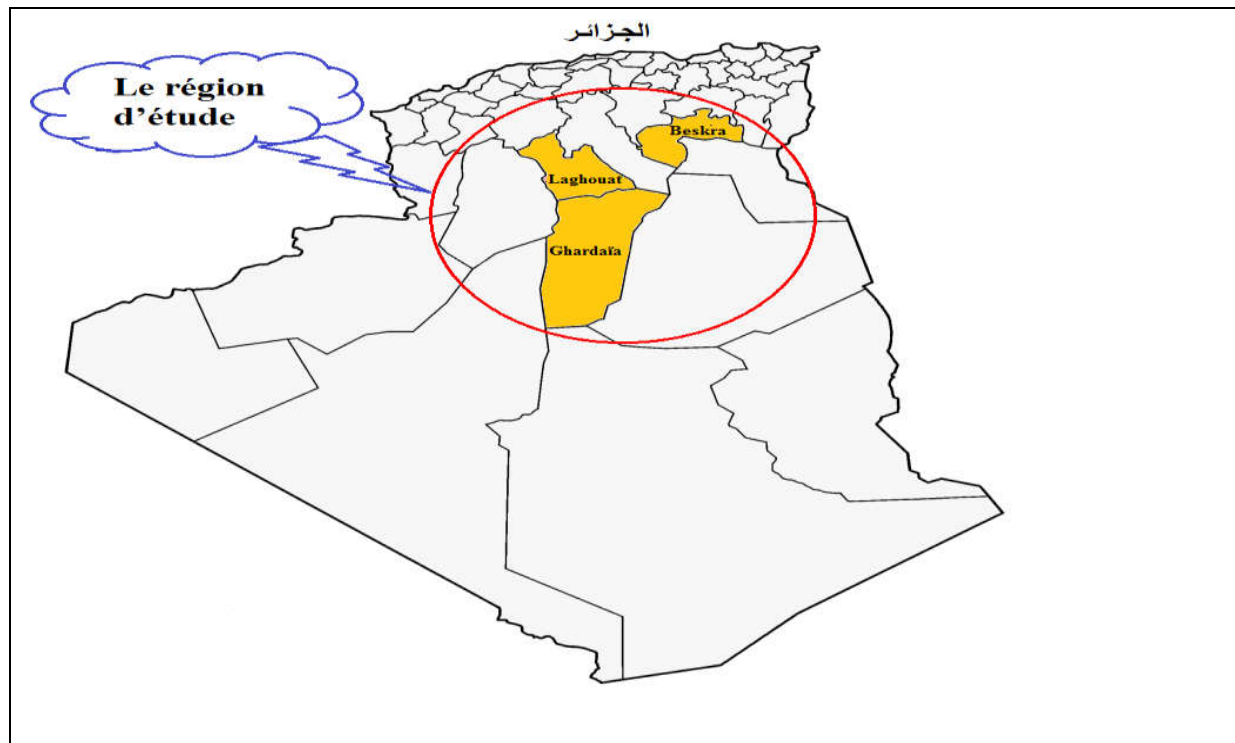 الجزائر
Le région
d'étude
Beskra
Laghouat
Ghardaïa